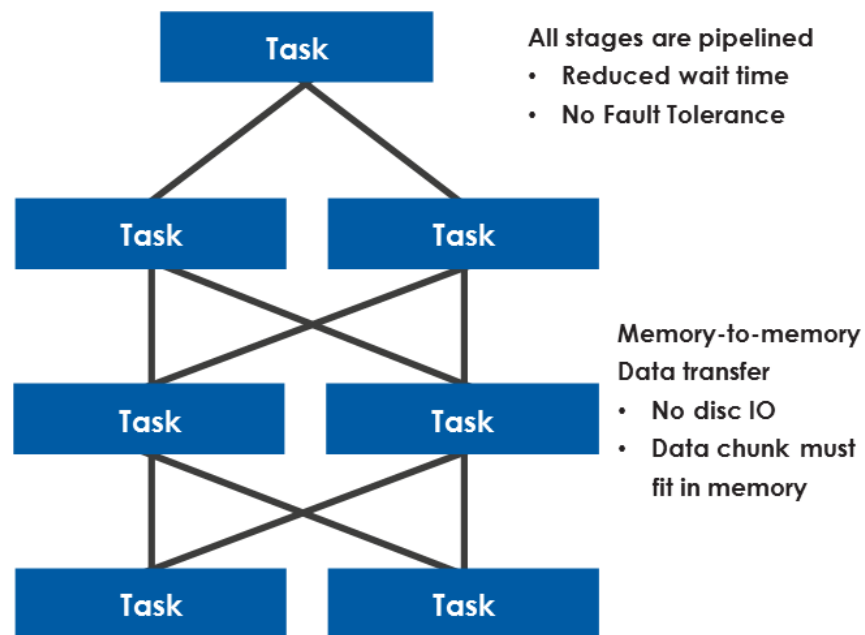 Task
All stages are pipelined
• Reduced wait time
• No Fault Tolerance
Task
Task
Memory-to-memory
Data transfer
• No disc IO
• Data chunk must
fit in memory
Task
Task
Task
Task